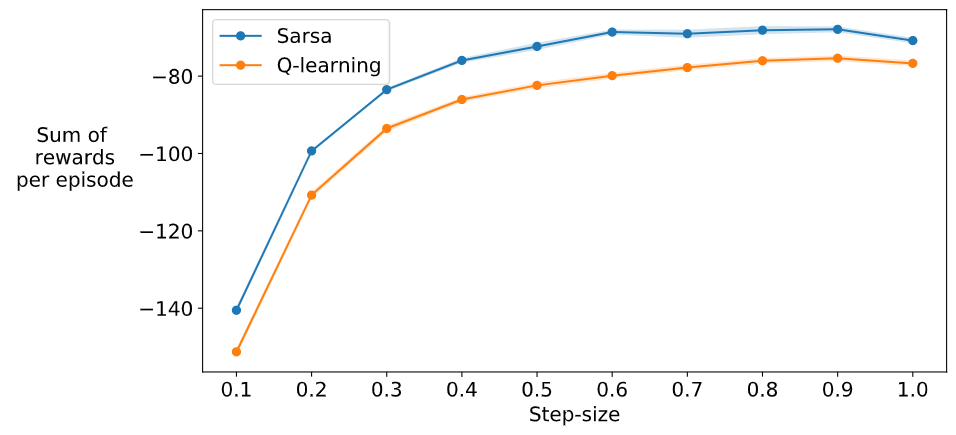 Sarsa
Q-learning
Sum of
rewards
per episode
−80
−100
−120
−140
0.1 0.2 0.3 0.4 0.5 0.6 0.7 0.8 0.9 1.0
Step-size